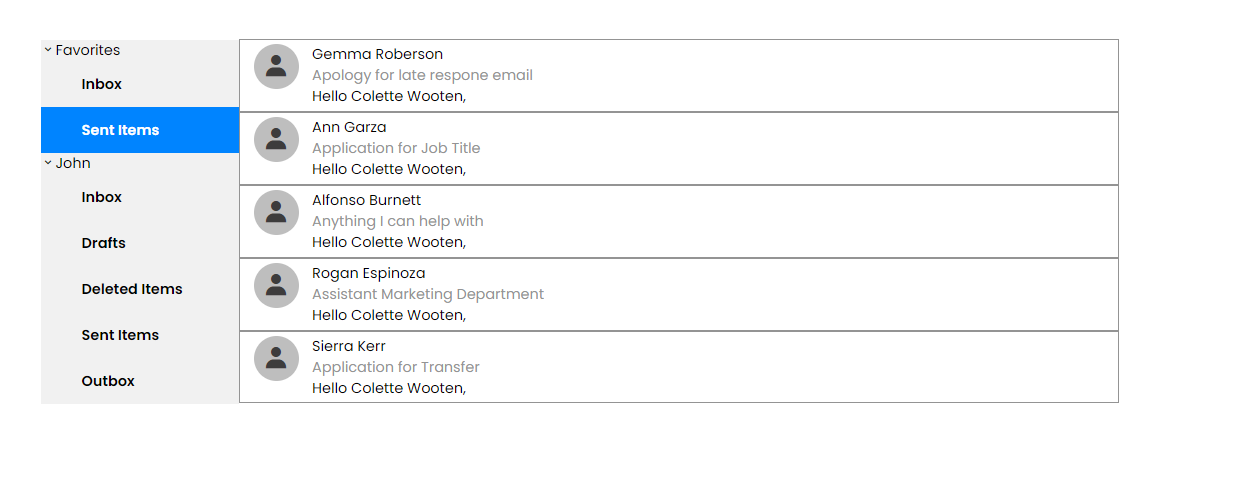 Favorites
Inbox
Sent Items
John
Inbox
Drafts
Deleted Items
Sent Items
Outbox
Gemma Roberson
Apology for late respone email
Hello Colette Wooten,
Ann Garza
Application for Job Title
Hello Colette Wooten,
Alfonso Burnett
Anything I can help with
Hello Colette Wooten,
Rogan Espinoza
Assistant Marketing Department
Hello Colette Wooten,
Sierra Kerr
Application for Transfer
Hello Colette Wooten,